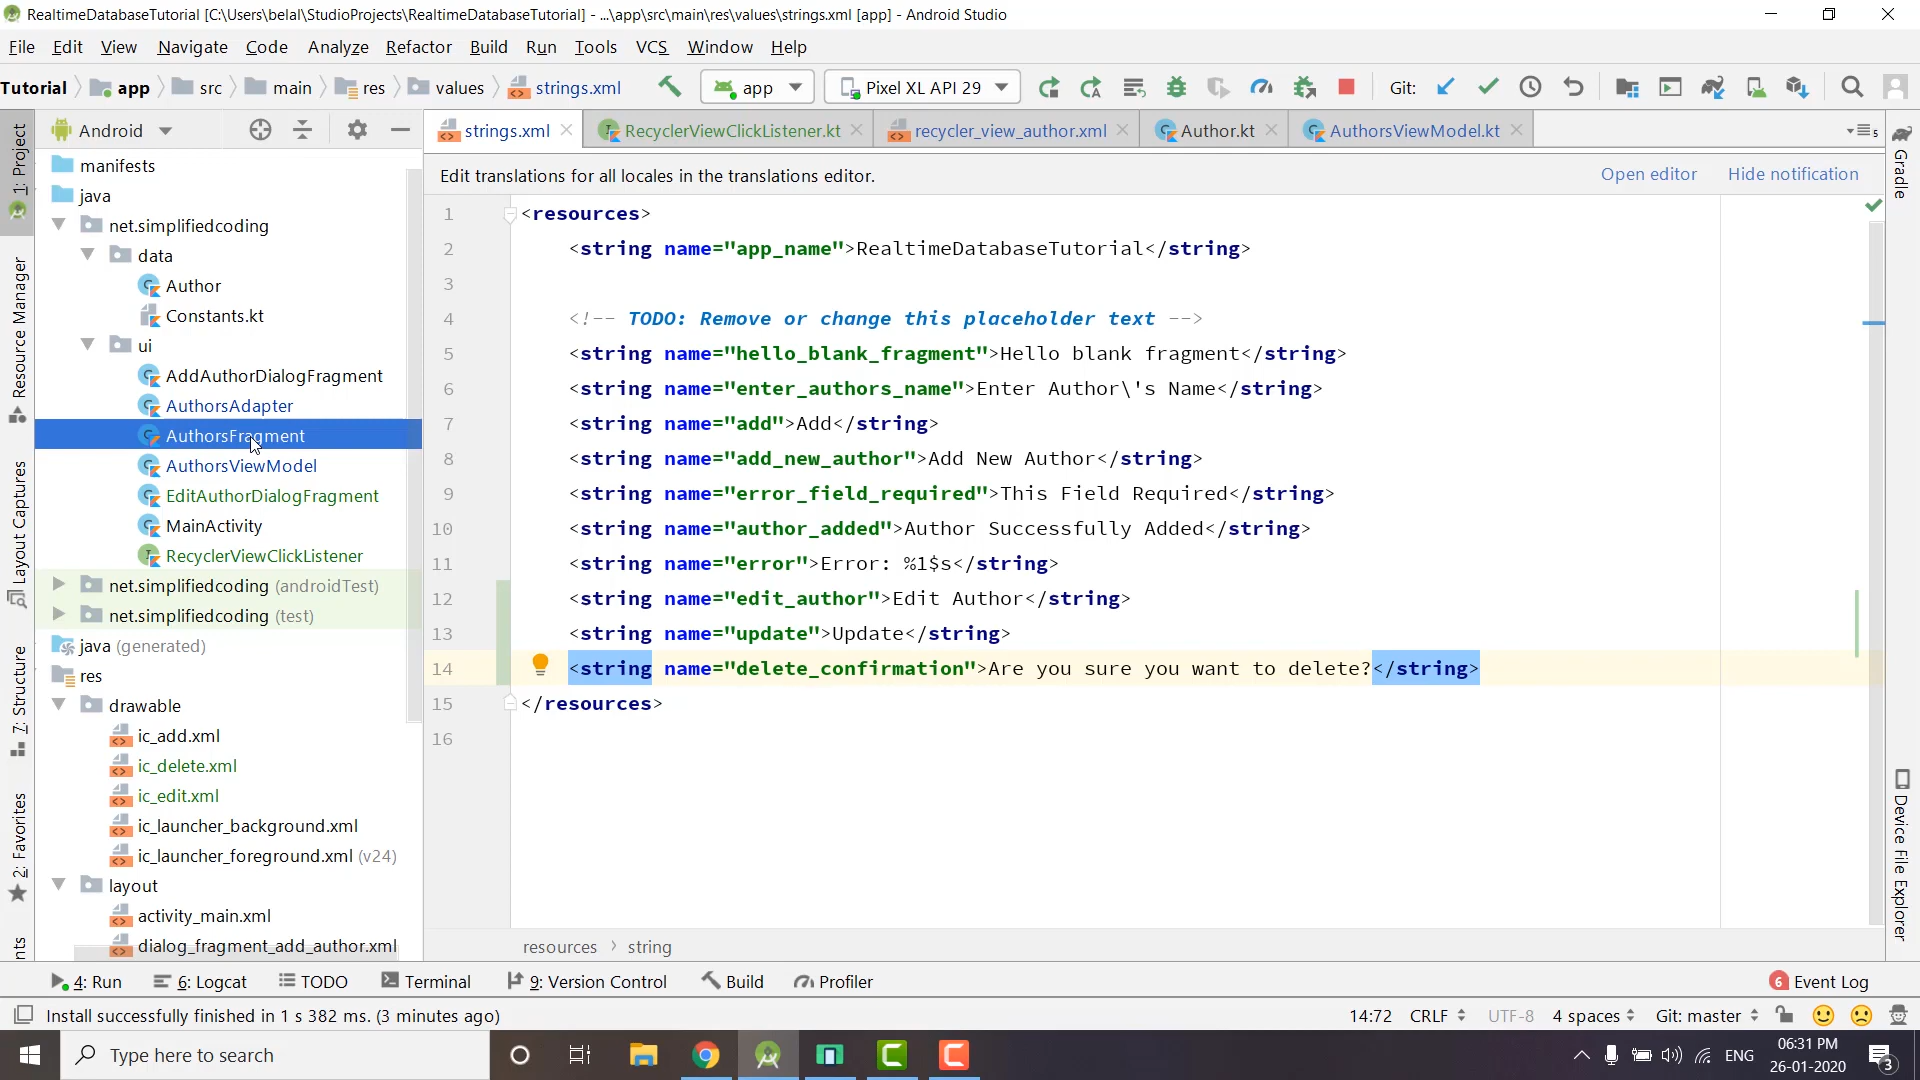 RealtimeDatabaseTutorial [C:\Users\belal\StudioProjects\RealtimeDatabaseTutorial] - ...\app\src\main\res\values\strings.xml [app] - Android Studio
File Edit View Navigate Code Analyze Refactor Build Run Tools VCS Window Help
Tutorial app src main res values strings.xml app Pixel XL API 29 Git:
Android
strings.xml RecyclerViewClickListener.kt recycler_view_author.xml Author.kt AuthorsViewModel.kt 5
Edit translations for all locales in the translations editor. Open editor Hide notification
1: Project
Resource Manager
Layout Captures
7: Structure
2: Favorites
nts
manifests
java
net.simplifiedcoding
data
Author
Constants.kt
ui
AddAuthorDialogFragment
AuthorsAdapter
AuthorsFragment
AuthorsViewModel
EditAuthorDialogFragment
MainActivity
RecyclerViewClickListener
net.simplifiedcoding (androidTest)
net.simplifiedcoding (test)
java (generated)
res
drawable
ic_add.xml
ic_delete.xml
ic_edit.xml
ic_launcher_background.xml
ic_launcher_foreground.xml (v24)
layout
activity_main.xml
dialog_fragment_add_author.xml
1 <resources>
2 <string name="app_name">RealtimeDatabaseTutorial</string>
3
4 <!-- TODO: Remove or change this placeholder text -->
5 <string name="hello_blank_fragment">Hello blank fragment</string>
6 <string name="enter_authors_name">Enter Author\'s Name</string>
7 <string name="add">Add</string>
8 <string name="add_new_author">Add New Author</string>
9 <string name="error_field_required">This Field Required</string>
10 <string name="author_added">Author Successfully Added</string>
11 <string name="error">Error: %1$s</string>
12 <string name="edit_author">Edit Author</string>
13 <string name="update">Update</string>
14 <string name="delete_confirmation">Are you sure you want to delete?</string>
15 </resources>
16
resources › string
Gradle
Device File Explorer
4: Run 6: Logcat TODO Terminal 9: Version Control Build Profiler 6 Event Log
Install successfully finished in 1 s 382 ms. (3 minutes ago) 14:72 CRLF UTF-8 4 spaces Git: master
Type here to search ENG 06:31 PM
26-01-2020 3